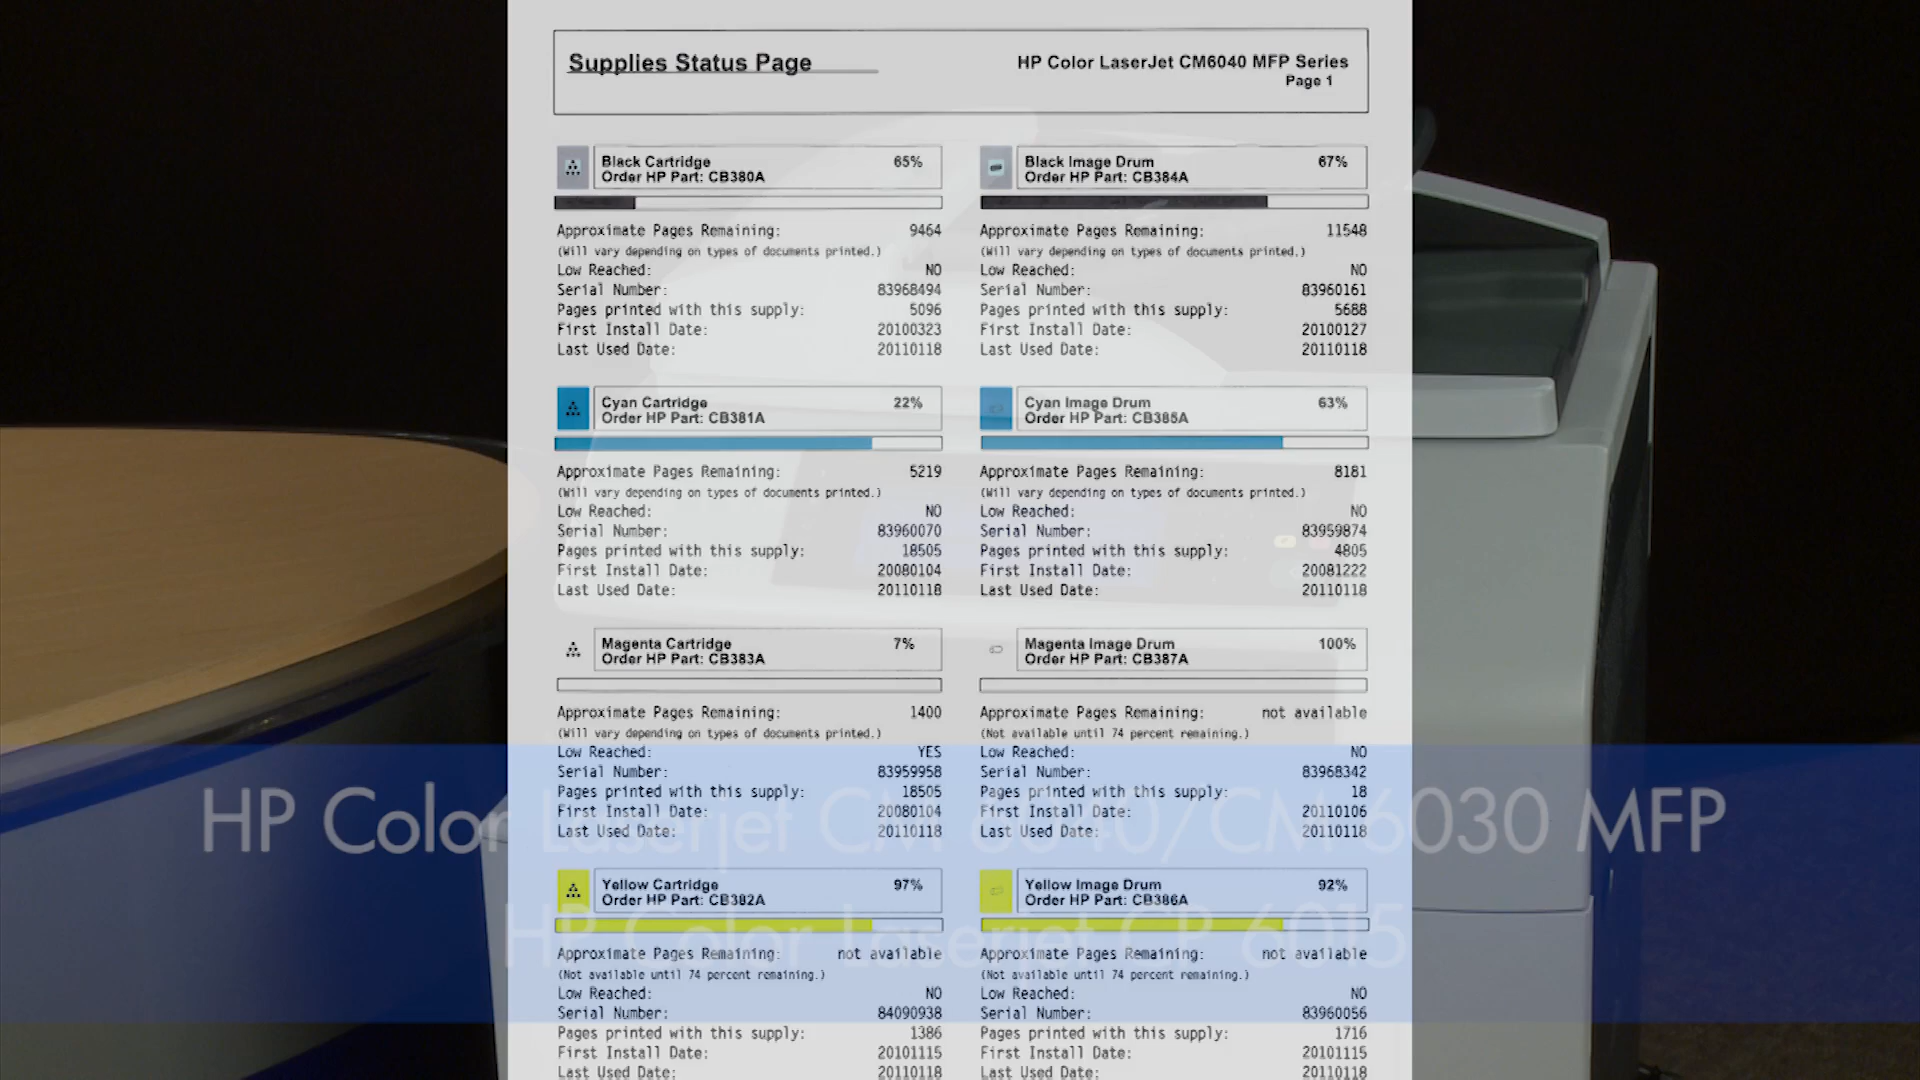 Supplies Status Page
HP Color LaserJet CM6040 MFP Series
Page 1
Black Cartridge 65%
Order HP Part: CB380A
Approximate Pages Remaining: 9464
(Will vary depending on types of documents printed.)
Low Reached: NO
Serial Number: 83968494
Pages printed with this supply: 5096
First Install Date: 20100323
Last Used Date: 20110118
Black Image Drum 67%
Order HP Part: CB384A
Approximate Pages Remaining: 11548
(Will vary depending on types of documents printed.)
Low Reached: NO
Serial Number: 83960161
Pages printed with this supply: 5688
First Install Date: 20100127
Last Used Date: 20110118
Cyan Cartridge 22%
Order HP Part: CB381A
Approximate Pages Remaining: 5219
(Will vary depending on types of documents printed.)
Low Reached: NO
Serial Number: 83960070
Pages printed with this supply: 18505
First Install Date: 20080104
Last Used Date: 20110118
Cyan Image Drum 63%
Order HP Part: CB385A
Approximate Pages Remaining: 8181
(Will vary depending on types of documents printed.)
Low Reached: NO
Serial Number: 83959874
Pages printed with this supply: 4805
First Install Date: 20081222
Last Used Date: 20110118
Magenta Cartridge 7%
Order HP Part: CB383A
Approximate Pages Remaining: 1400
(Will vary depending on types of documents printed.)
Low Reached: YES
Serial Number: 83959958
Pages printed with this supply: 18505
First Install Date: 20080104
Last Used Date: 20110118
Magenta Image Drum 100%
Order HP Part: CB387A
Approximate Pages Remaining: not available
(Not available until 74 percent remaining.)
Low Reached: NO
Serial Number: 83968342
Pages printed with this supply: 18
First Install Date: 20110106
Last Used Date: 20110118
Yellow Cartridge 97%
Order HP Part: CB382A
Approximate Pages Remaining: not available
(Not available until 74 percent remaining.)
Low Reached: NO
Serial Number: 84090938
Pages printed with this supply: 1386
First Install Date: 20101115
Last Used Date: 20110118
Yellow Image Drum 92%
Order HP Part: CB386A
Approximate Pages Remaining: not available
(Not available until 74 percent remaining.)
Low Reached: NO
Serial Number: 83960056
Pages printed with this supply: 1716
First Install Date: 20101115
Last Used Date: 20110118
HP Color Laserjet CM 6040/CM 6030 MFP
HP Color Laserjet CP 6015